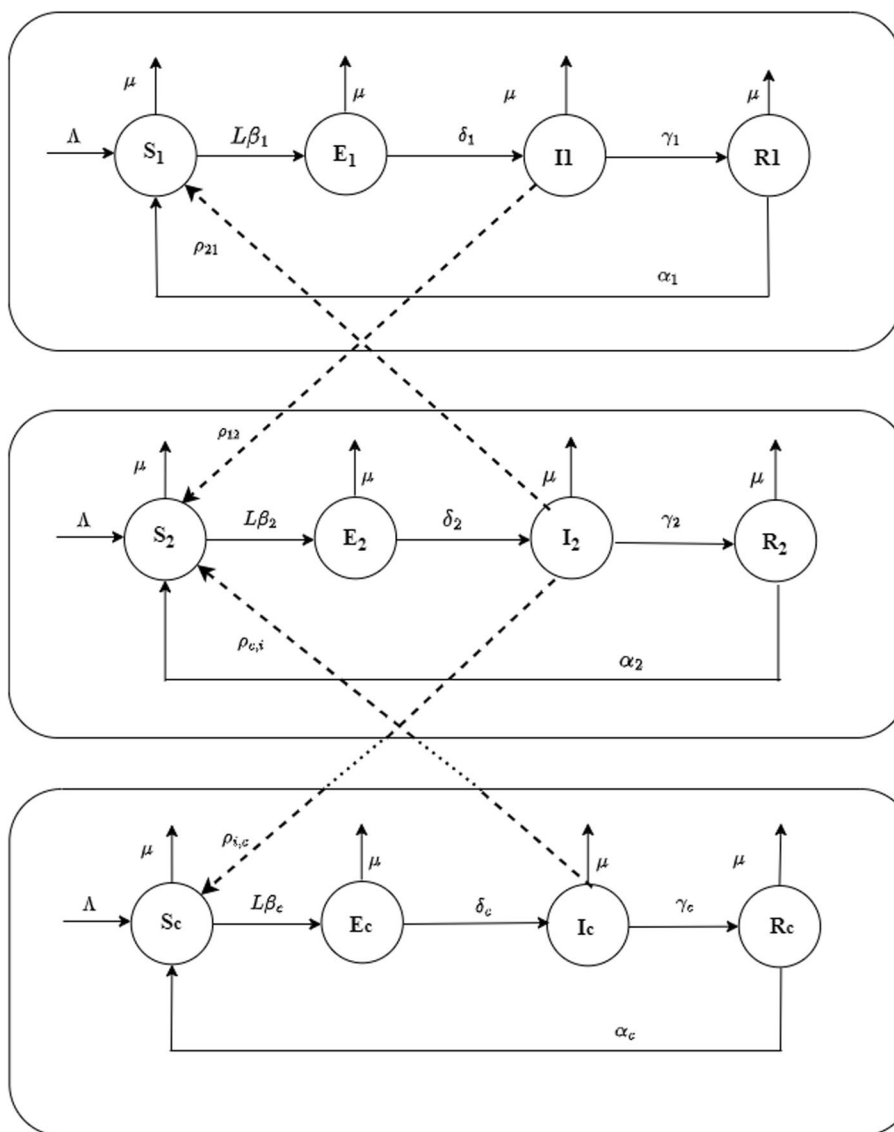 μ μ μ μ
Λ S₁ Lβ₁ E₁ δ₁ I1 γ₁ R1
ρ₂₁
α₁
ρ₁₂
μ μ μ μ
Λ S₂ Lβ₂ E₂ δ₂ I₂ γ₂ R₂
ρc,i
α₂
ρi,c
μ μ μ μ
Λ Sc Lβc Ec δc Ic γc Rc
αc